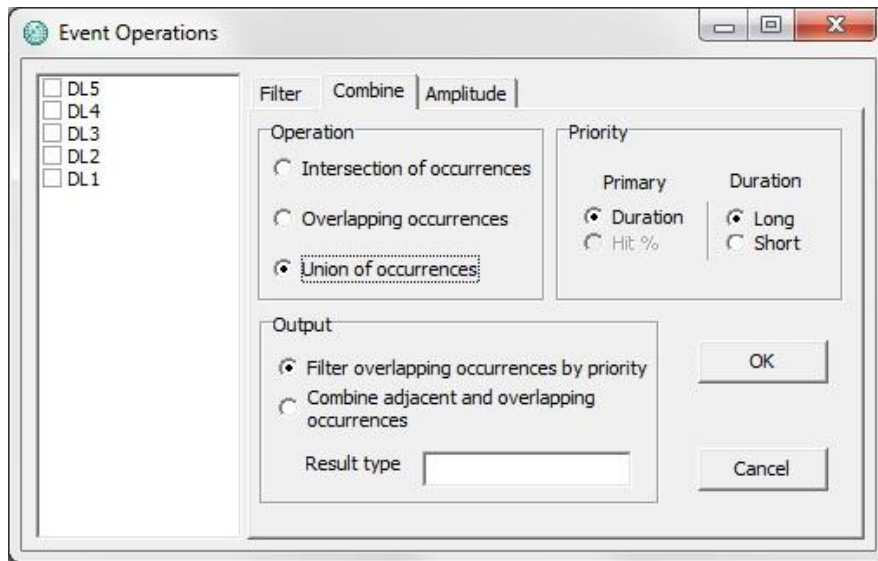 Event Operations
DL5
DL4
DL3
DL2
DL1
Filter Combine Amplitude
Operation
Intersection of occurrences
Overlapping occurrences
Union of occurrences
Priority
Primary Duration
Duration Long
Hit % Short
Output
Filter overlapping occurrences by priority
Combine adjacent and overlapping
occurrences
Result type
OK
Cancel